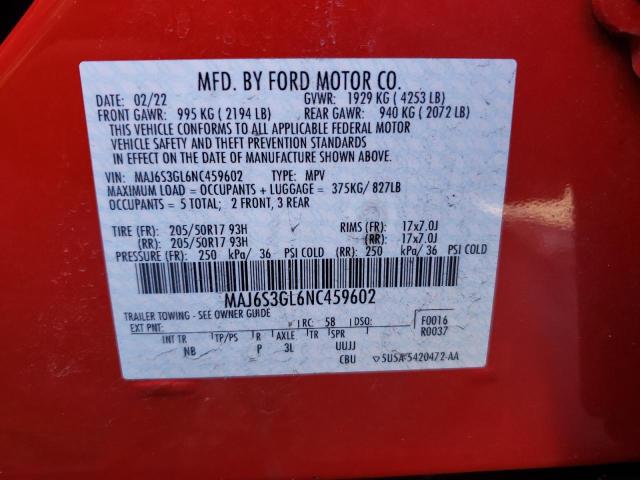 MFD. BY FORD MOTOR CO.
DATE: 02/22 GVWR: 1929 KG ( 4253 LB)
FRONT GAWR: 995 KG ( 2194 LB) REAR GAWR: 940 KG ( 2072 LB)
THIS VEHICLE CONFORMS TO ALL APPLICABLE FEDERAL MOTOR
VEHICLE SAFETY AND THEFT PREVENTION STANDARDS
IN EFFECT ON THE DATE OF MANUFACTURE SHOWN ABOVE.
VIN: MAJ6S3GL6NC459602 TYPE: MPV
MAXIMUM LOAD = OCCUPANTS + LUGGAGE = 375KG/ 827LB
OCCUPANTS = 5 TOTAL; 2 FRONT, 3 REAR
TIRE (FR): 205/50R17 93H RIMS (FR): 17x7.0J
(RR): 205/50R17 93H (RR): 17x7.0J
PRESSURE (FR): 250 kPa/ 36 PSI COLD (RR): 250 kPa/ 36 PSI COLD
MAJ6S3GL6NC459602
TRAILER TOWING - SEE OWNER GUIDE
EXT PNT: RC: 58 DSO: F0016
R0037
INT TR TP/PS R AXLE TR SPR
NB P 3L UUJJ
CBU 5USA-5420472-AA